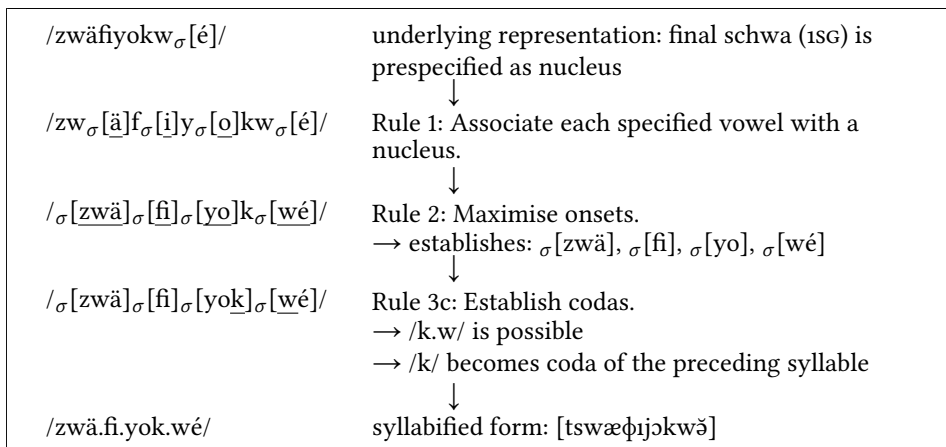 /zwäfiyokwσ[é]/ underlying representation: final schwa (1SG) is
prespecified as nucleus
↓
/zwσ[ä]fσ[i]yσ[o]kwσ[é]/ Rule 1: Associate each specified vowel with a
nucleus.
↓
/σ[zwä]σ[fi]σ[yo]kσ[wé]/ Rule 2: Maximise onsets.
→ establishes: σ[zwä], σ[fi], σ[yo], σ[wé]
↓
/σ[zwä]σ[fi]σ[yok]σ[wé]/ Rule 3c: Establish codas.
→ /k.w/ is possible
→ /k/ becomes coda of the preceding syllable
↓
/zwä.fi.yok.wé/ syllabified form: [tswæɸɪjɔkwə̆]